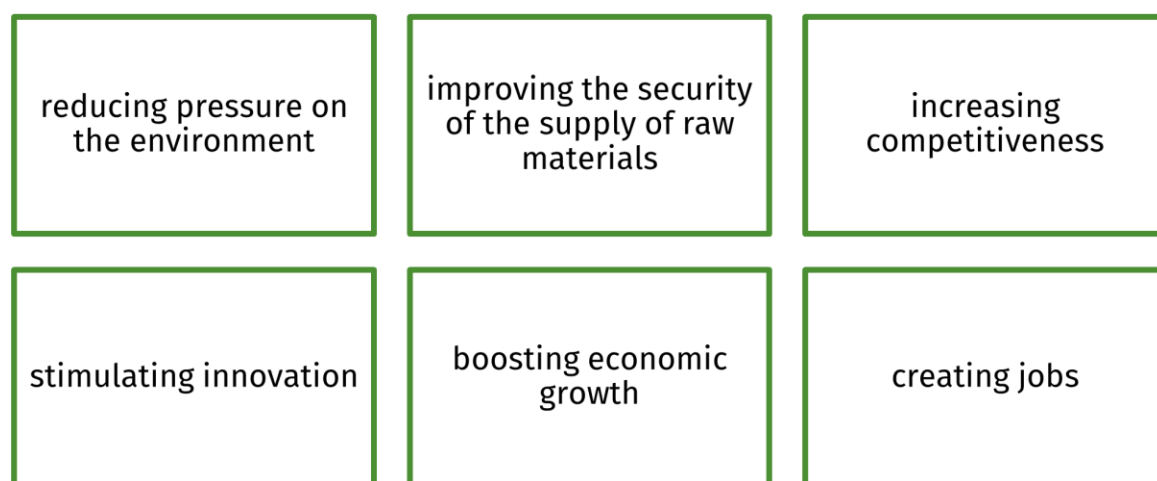 reducing pressure on
the environment
improving the security
of the supply of raw
materials
increasing
competitiveness
stimulating innovation
boosting economic
growth
creating jobs